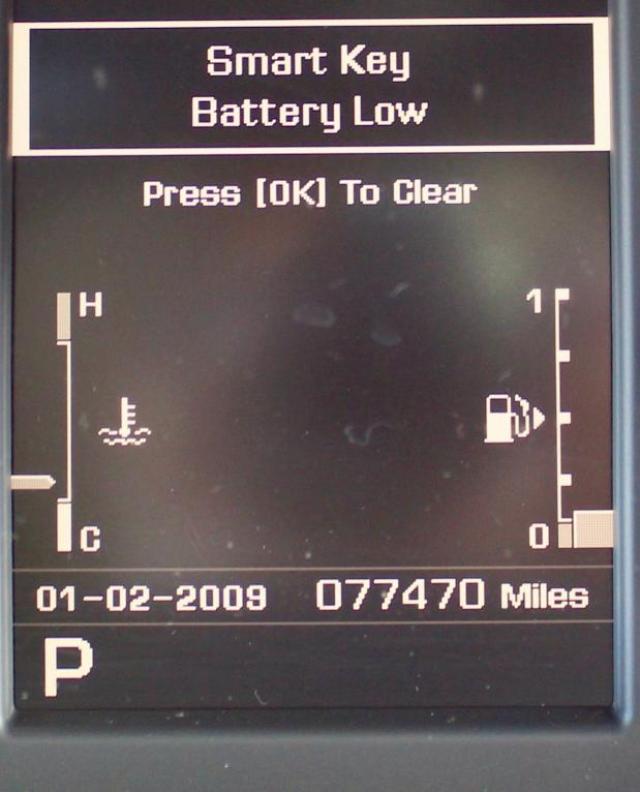 Smart Key
Battery Low
Press [OK] To Clear
H
1
C
0
01-02-2009 077470 Miles
P